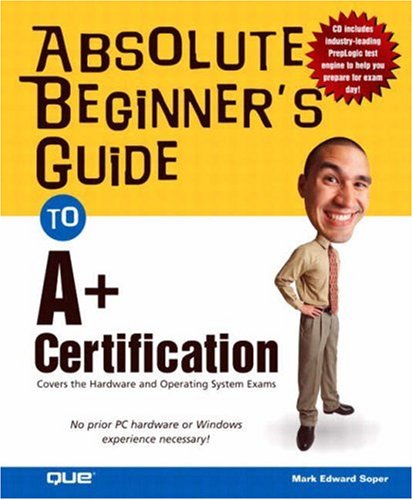 ABSOLUTE
BEGINNER'S
GUIDE
TO
A+
Certification
Covers the Hardware and Operating System Exams
No prior PC hardware or Windows
experience necessary!
CD includes
industry-leading
PrepLogic test
engine to help you
prepare for exam
day!
QUE
Mark Edward Soper